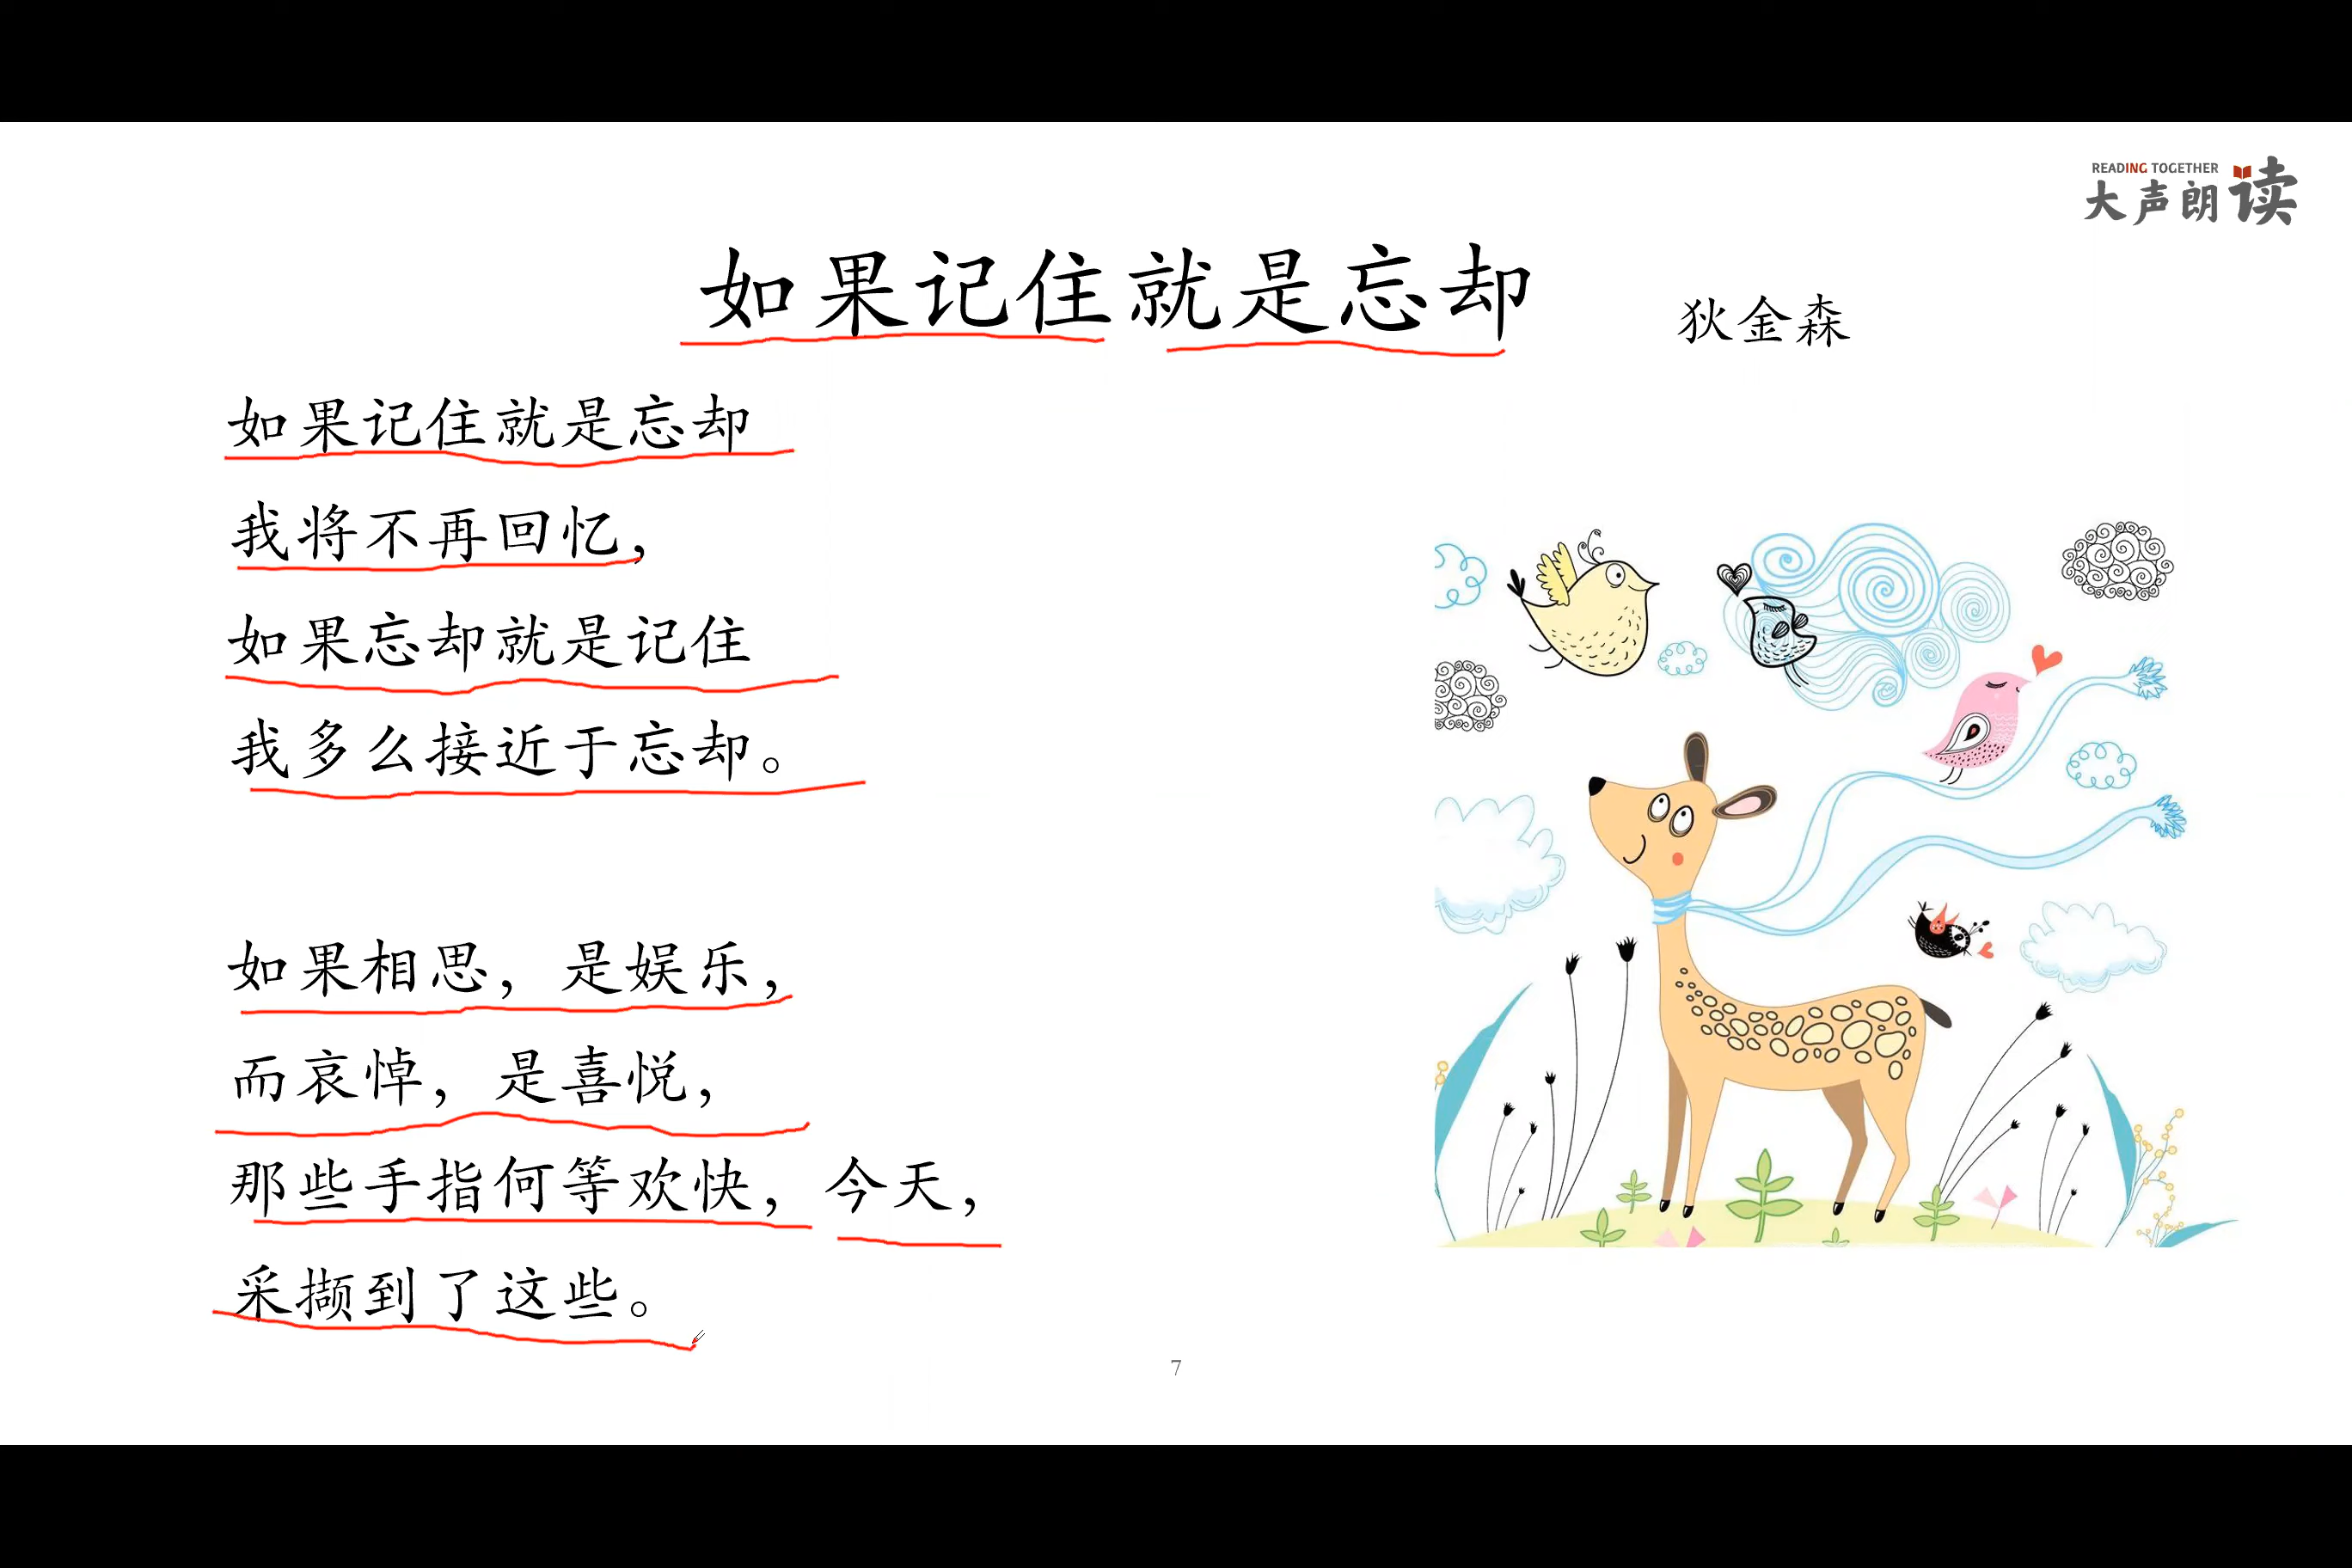 READING TOGETHER
大声朗读
如果记住就是忘却 狄金森
如果记住就是忘却
我将不再回忆，
如果忘却就是记住
我多么接近于忘却。
如果相思，是娱乐，
而哀悼，是喜悦，
那些手指何等欢快，今天，
采撷到了这些。
7